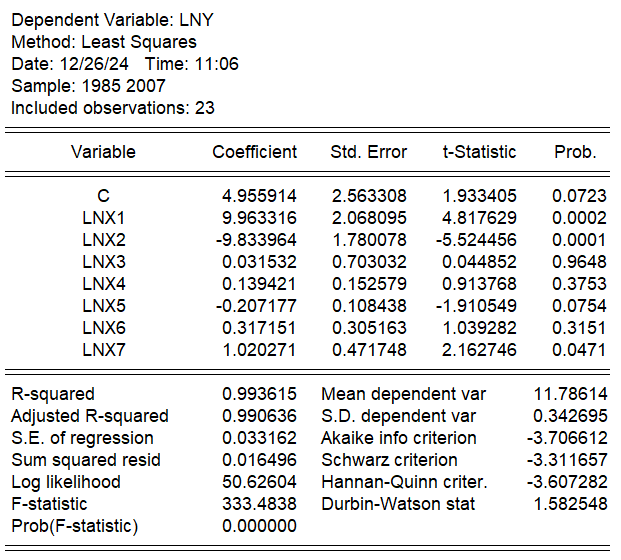 Dependent Variable: LNY
Method: Least Squares
Date: 12/26/24 Time: 11:06
Sample: 1985 2007
Included observations: 23
Variable Coefficient Std. Error t-Statistic Prob.
C 4.955914 2.563308 1.933405 0.0723
LNX1 9.963316 2.068095 4.817629 0.0002
LNX2 -9.833964 1.780078 -5.524456 0.0001
LNX3 0.031532 0.703032 0.044852 0.9648
LNX4 0.139421 0.152579 0.913768 0.3753
LNX5 -0.207177 0.108438 -1.910549 0.0754
LNX6 0.317151 0.305163 1.039282 0.3151
LNX7 1.020271 0.471748 2.162746 0.0471
R-squared 0.993615 Mean dependent var 11.78614
Adjusted R-squared 0.990636 S.D. dependent var 0.342695
S.E. of regression 0.033162 Akaike info criterion -3.706612
Sum squared resid 0.016496 Schwarz criterion -3.311657
Log likelihood 50.62604 Hannan-Quinn criter. -3.607282
F-statistic 333.4838 Durbin-Watson stat 1.582548
Prob(F-statistic) 0.000000